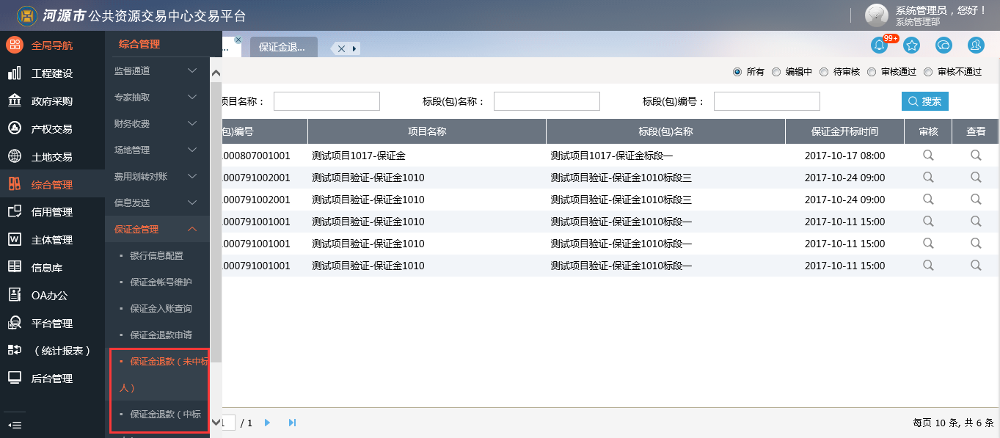 河源市公共资源交易中心交易平台
系统管理员，您好！
系统管理部
全局导航
工程建设
政府采购
产权交易
土地交易
综合管理
信用管理
主体管理
信息库
OA办公
平台管理
（统计报表）
后台管理
综合管理
监督通道
专家抽取
财务收费
场地管理
费用划转对账
信息发送
保证金管理
银行信息配置
保证金帐号维护
保证金入账查询
保证金退款申请
保证金退款（未中标
人）
保证金退款（中标
... 保证金退...
99+
所有 编辑中 待审核 审核通过 审核不通过
项目名称： 标段(包)名称： 标段(包)编号： 搜索
包)编号 项目名称 标段(包)名称 保证金开标时间 审核 查看
000807001001 测试项目1017-保证金 测试项目1017-保证金标段一 2017-10-17 08:00
000791002001 测试项目验证-保证金1010 测试项目验证-保证金1010标段三 2017-10-24 09:00
000791002001 测试项目验证-保证金1010 测试项目验证-保证金1010标段三 2017-10-24 09:00
000791001001 测试项目验证-保证金1010 测试项目验证-保证金1010标段一 2017-10-11 15:00
000791001001 测试项目验证-保证金1010 测试项目验证-保证金1010标段一 2017-10-11 15:00
000791001001 测试项目验证-保证金1010 测试项目验证-保证金1010标段一 2017-10-11 15:00
1 / 1 每页 10 条, 共 6 条